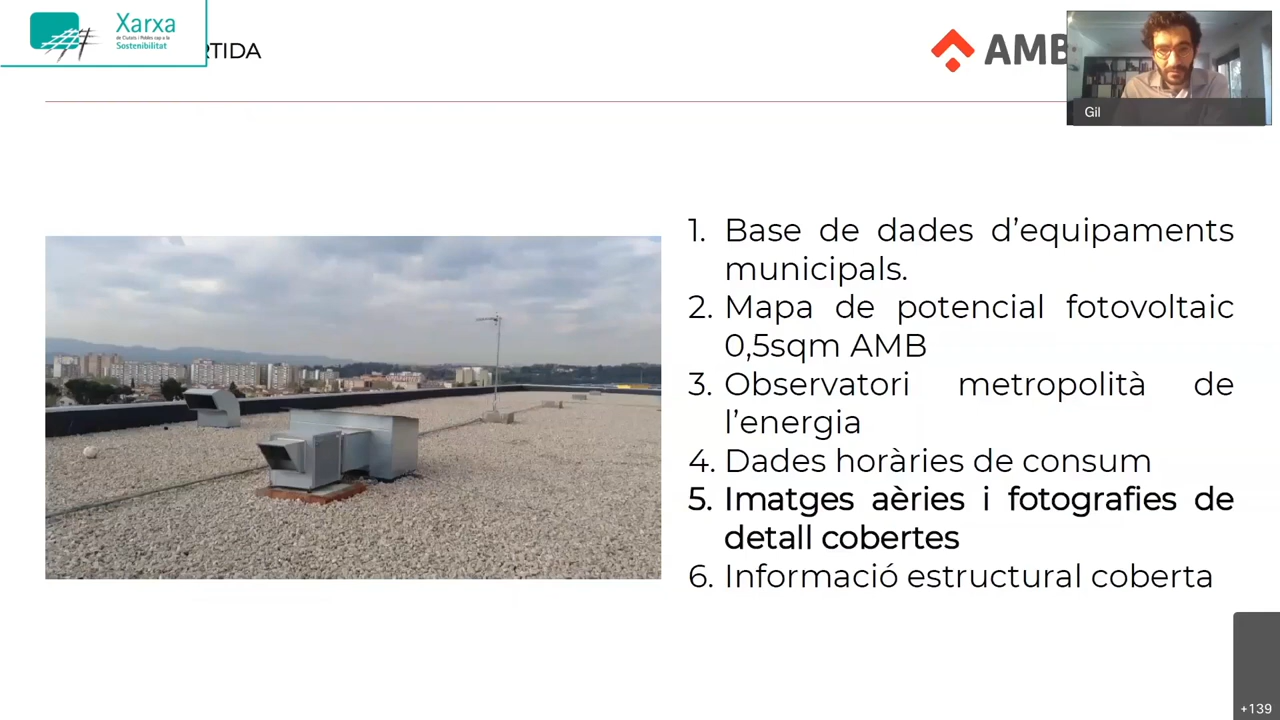 Xarxa
de Ciutats i Pobles cap a la
Sostenibilitat
RTIDA
AMB
Gil
1. Base de dades d’equipaments
municipals.
2. Mapa de potencial fotovoltaic
0,5sqm AMB
3. Observatori metropolità de
l’energia
4. Dades horàries de consum
5. Imatges aèries i fotografies de
detall cobertes
6. Informació estructural coberta
+139